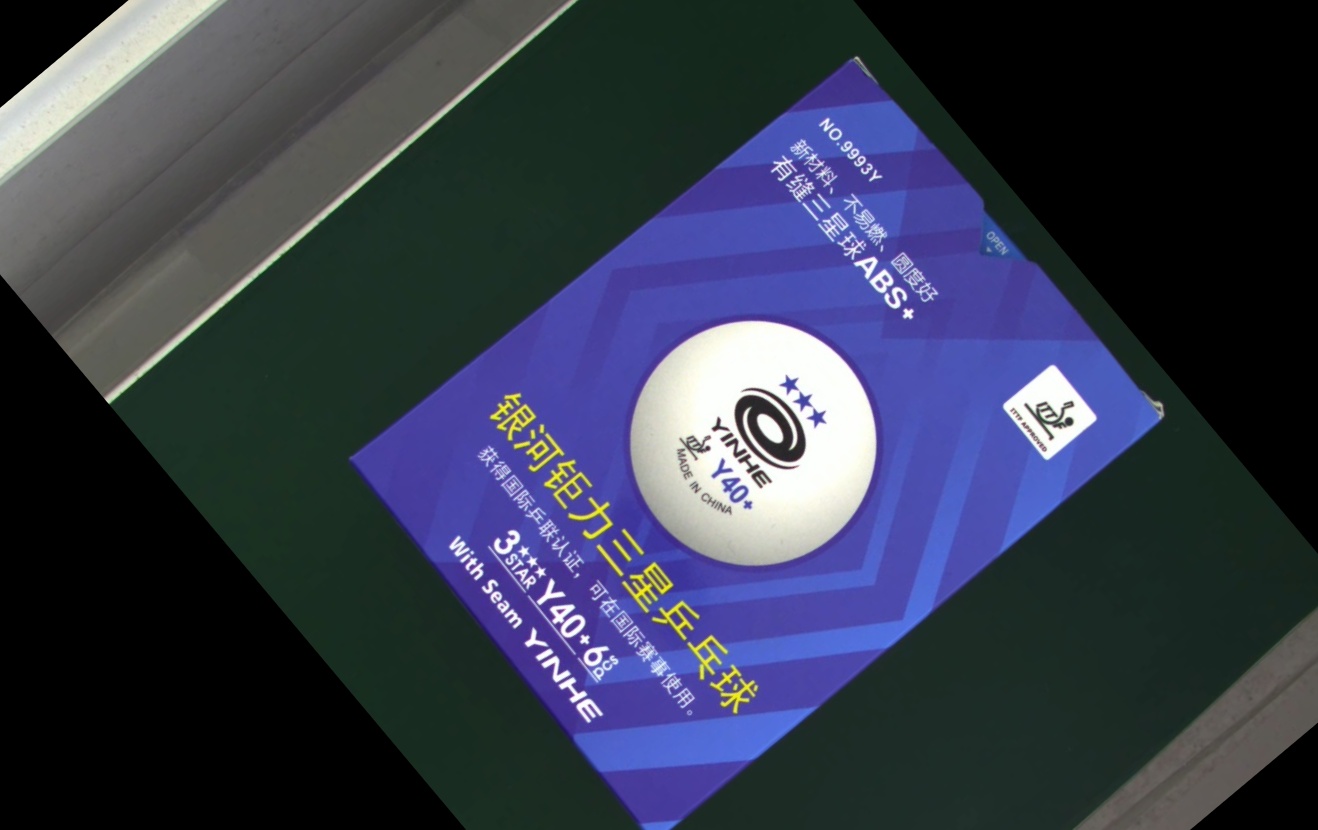 NO.9993Y
新材料、不易燃、圆度好
有缝三星球ABS+
OPEN
ITTF
ITTF APPROVED
YINHE
ITTF Y40+
MADE IN CHINA
银河钜力三星乒乓球
获得国际乒联认证，可在国际赛事使用。
3 STAR Y40+ 6 PCS
With Seam YINHE